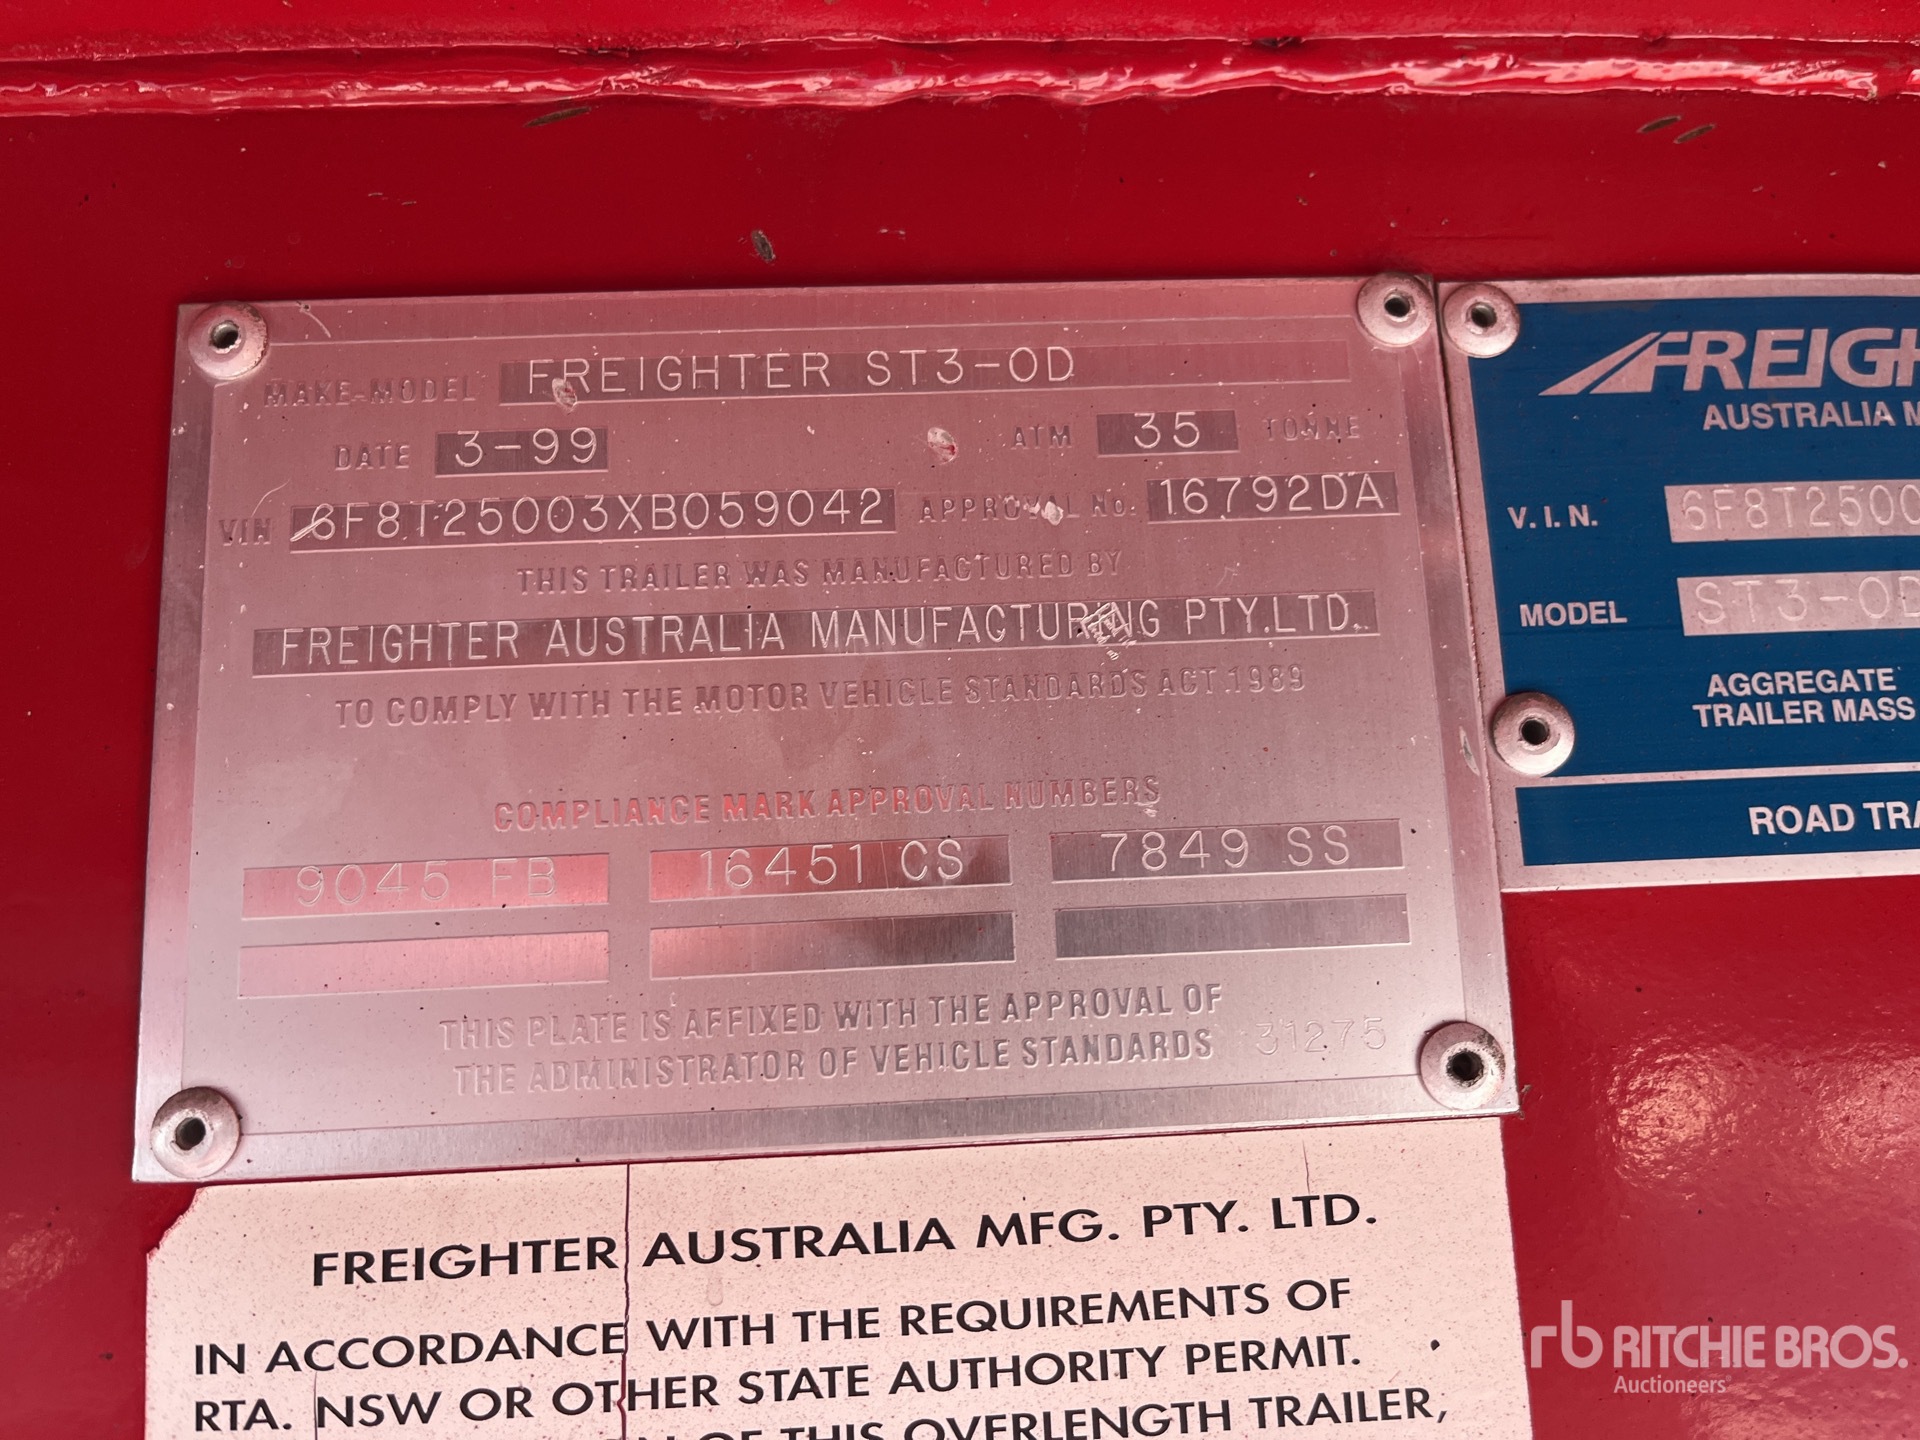 MAKE-MODEL FREIGHTER ST3-OD
DATE 3-99 ATM 35 TONNE
VIN 6F8T25003XB059042 APPROVAL No. 16792DA
THIS TRAILER WAS MANUFACTURED BY
FREIGHTER AUSTRALIA MANUFACTURING PTY.LTD.
TO COMPLY WITH THE MOTOR VEHICLE STANDARDS ACT.1989
COMPLIANCE MARK APPROVAL NUMBERS
9045 FB 16451 CS 7849 SS
THIS PLATE IS AFFIXED WITH THE APPROVAL OF
THE ADMINISTRATOR OF VEHICLE STANDARDS 31275
FREIGH
AUSTRALIA M
V.I.N. 6F8T2500
MODEL ST3-OD
AGGREGATE
TRAILER MASS
ROAD TRA
FREIGHTER AUSTRALIA MFG. PTY. LTD.
IN ACCORDANCE WITH THE REQUIREMENTS OF
RTA. NSW OR OTHER STATE AUTHORITY PERMIT.
OF THIS OVERLENGTH TRAILER,
rb RITCHIE BROS.
Auctioneers